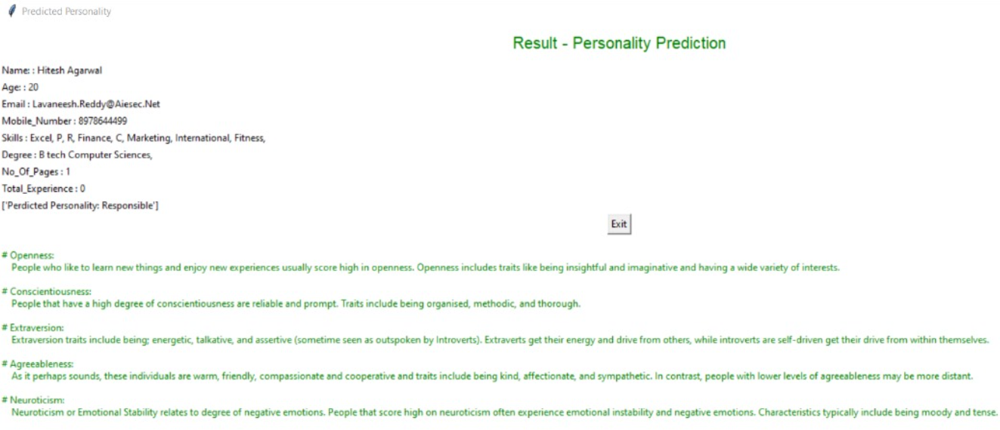 Predicted Personality
Result - Personality Prediction
Name: : Hitesh Agarwal
Age: : 20
Email : Lavaneesh.Reddy@Aiesec.Net
Mobile_Number : 8978644499
Skills : Excel, P, R, Finance, C, Marketing, International, Fitness,
Degree : B tech Computer Sciences,
No_Of_Pages : 1
Total_Experience : 0
['Perdicted Personality: Responsible']
Exit
# Openness:
People who like to learn new things and enjoy new experiences usually score high in openness. Openness includes traits like being insightful and imaginative and having a wide variety of interests.
# Conscientiousness:
People that have a high degree of conscientiousness are reliable and prompt. Traits include being organised, methodic, and thorough.
# Extraversion:
Extraversion traits include being; energetic, talkative, and assertive (sometime seen as outspoken by Introverts). Extraverts get their energy and drive from others, while introverts are self-driven get their drive from within themselves.
# Agreeableness:
As it perhaps sounds, these individuals are warm, friendly, compassionate and cooperative and traits include being kind, affectionate, and sympathetic. In contrast, people with lower levels of agreeableness may be more distant.
# Neuroticism:
Neuroticism or Emotional Stability relates to degree of negative emotions. People that score high on neuroticism often experience emotional instability and negative emotions. Characteristics typically include being moody and tense.